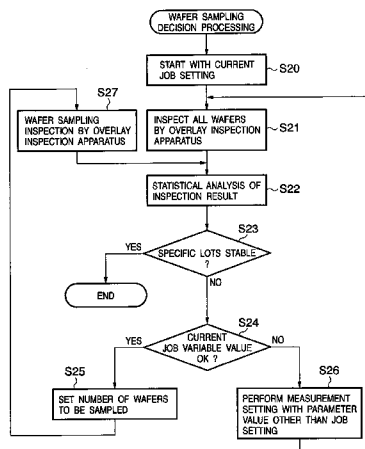 WAFER SAMPLING
DECISION PROCESSING
S20
START WITH CURRENT
JOB SETTING
S27
WAFER SAMPLING
INSPECTION BY OVERLAY
INSPECTION APPARATUS
S21
INSPECT ALL WAFERS
BY OVERLAY INSPECTION
APPARATUS
S22
STATISTICAL ANALYSIS OF
INSPECTION RESULT
S23
SPECIFIC LOTS STABLE
?
YES
NO
END
S24
CURRENT
JOB VARIABLE VALUE
OK ?
YES
NO
S25
SET NUMBER OF WAFERS
TO BE SAMPLED
S26
PERFORM MEASUREMENT
SETTING WITH PARAMETER
VALUE OTHER THAN JOB
SETTING